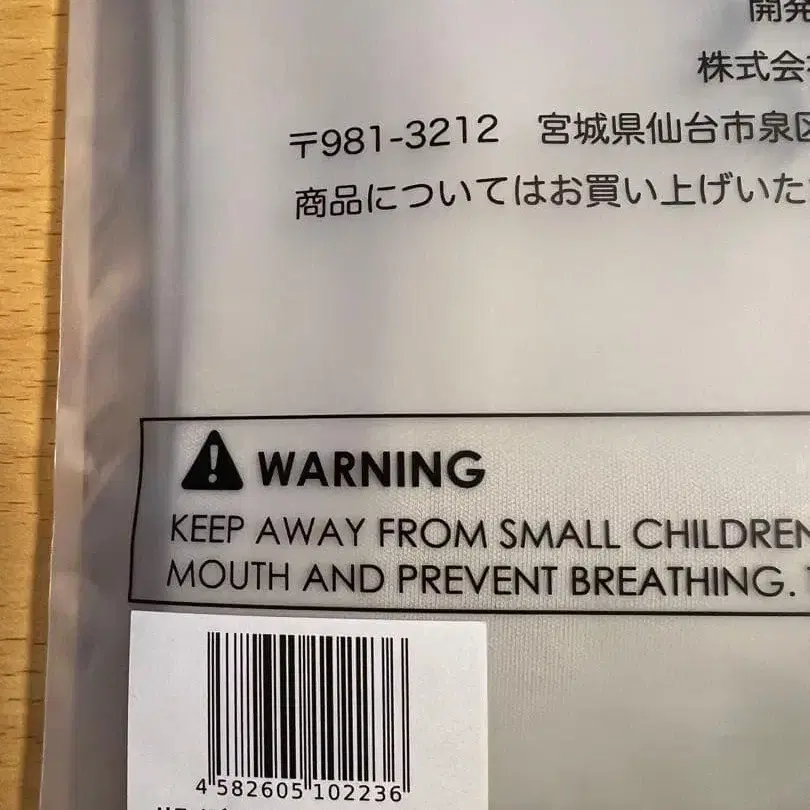 開発
株式会
〒981-3212 宮城県仙台市泉区
商品についてはお買い上げいた
WARNING
KEEP AWAY FROM SMALL CHILDREN
MOUTH AND PREVENT BREATHING.
4 582605 102236